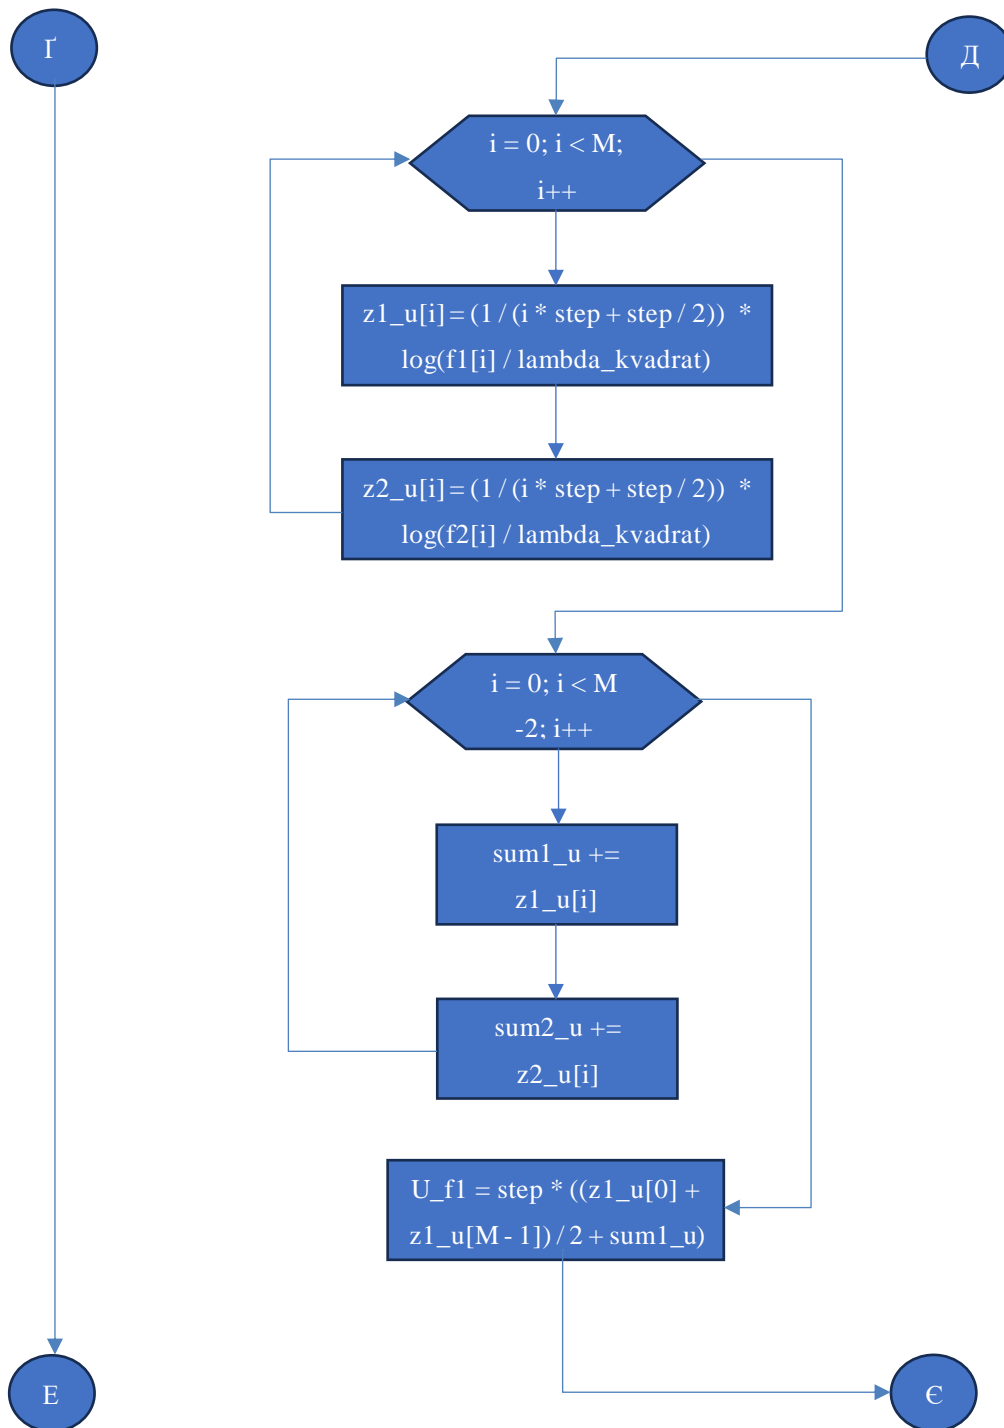 Ґ
Д
i = 0; i < M;
i++
z1_u[i] = (1 / (i * step + step / 2)) *
log(f1[i] / lambda_kvadrat)
z2_u[i] = (1 / (i * step + step / 2)) *
log(f2[i] / lambda_kvadrat)
i = 0; i < M
-2; i++
sum1_u +=
z1_u[i]
sum2_u +=
z2_u[i]
U_f1 = step * ((z1_u[0] +
z1_u[M - 1]) / 2 + sum1_u)
Е
Є